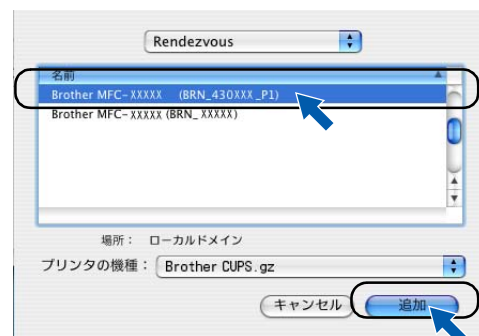 Rendezvous
名前
Brother MFC-XXXXX (BRN_430XXX_P1)
Brother MFC-XXXXX (BRN_XXXXX)
場所： ローカルドメイン
プリンタの機種： Brother CUPS.gz
キャンセル 追加